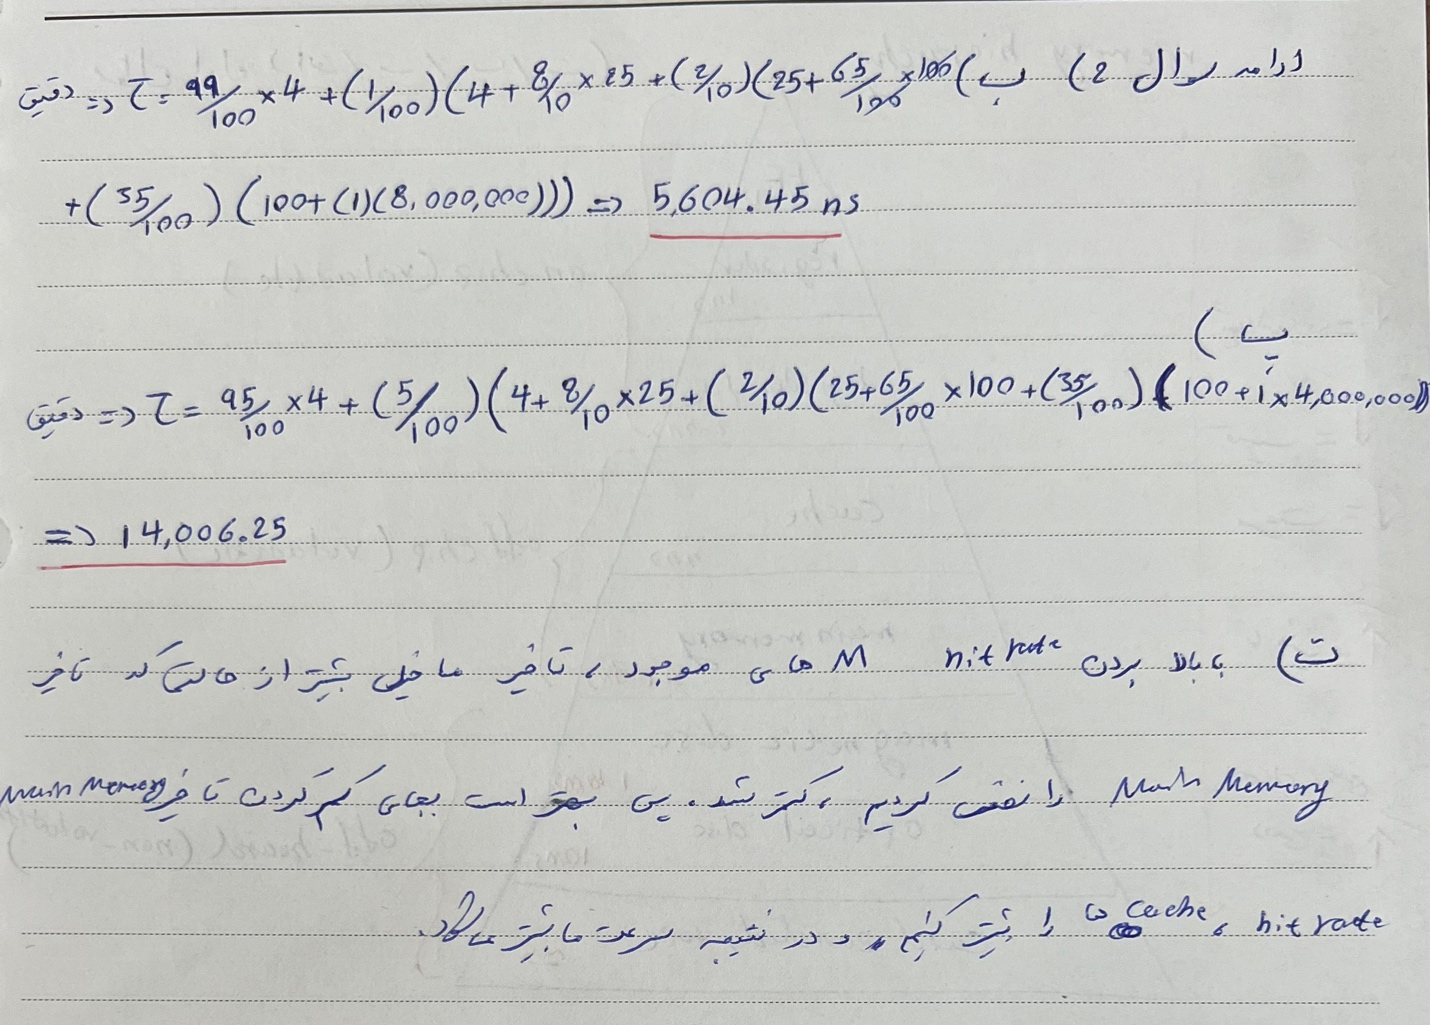 ادامه سوال 2) ب) دقیق => τ = 99/100 × 4 + (1/100)(4 + 8/10 × 25 + (2/10)(25 + 65/100 × 100
+ (35/100)(100 + (1)(8,000,000))) => 5,604.45 ns
پ)
دقیق => τ = 95/100 × 4 + (5/100)(4 + 8/10 × 25 + (2/10)(25 + 65/100 × 100 + (35/100)(100 + 1 × 4,000,000))
=> 14,006.25
ت) با بالا بردن hit rate M های موجود، تاخیر ما خیلی بیشتر از حالتی که تاخیر
Main Memory را نصف کردیم، کمتر شد. پس بهتر است بجای کم کردن تاخیر Main Memory
hit rate، cache ها را بیشتر کنیم و در نتیجه سرعت ما بیشتر میشود.